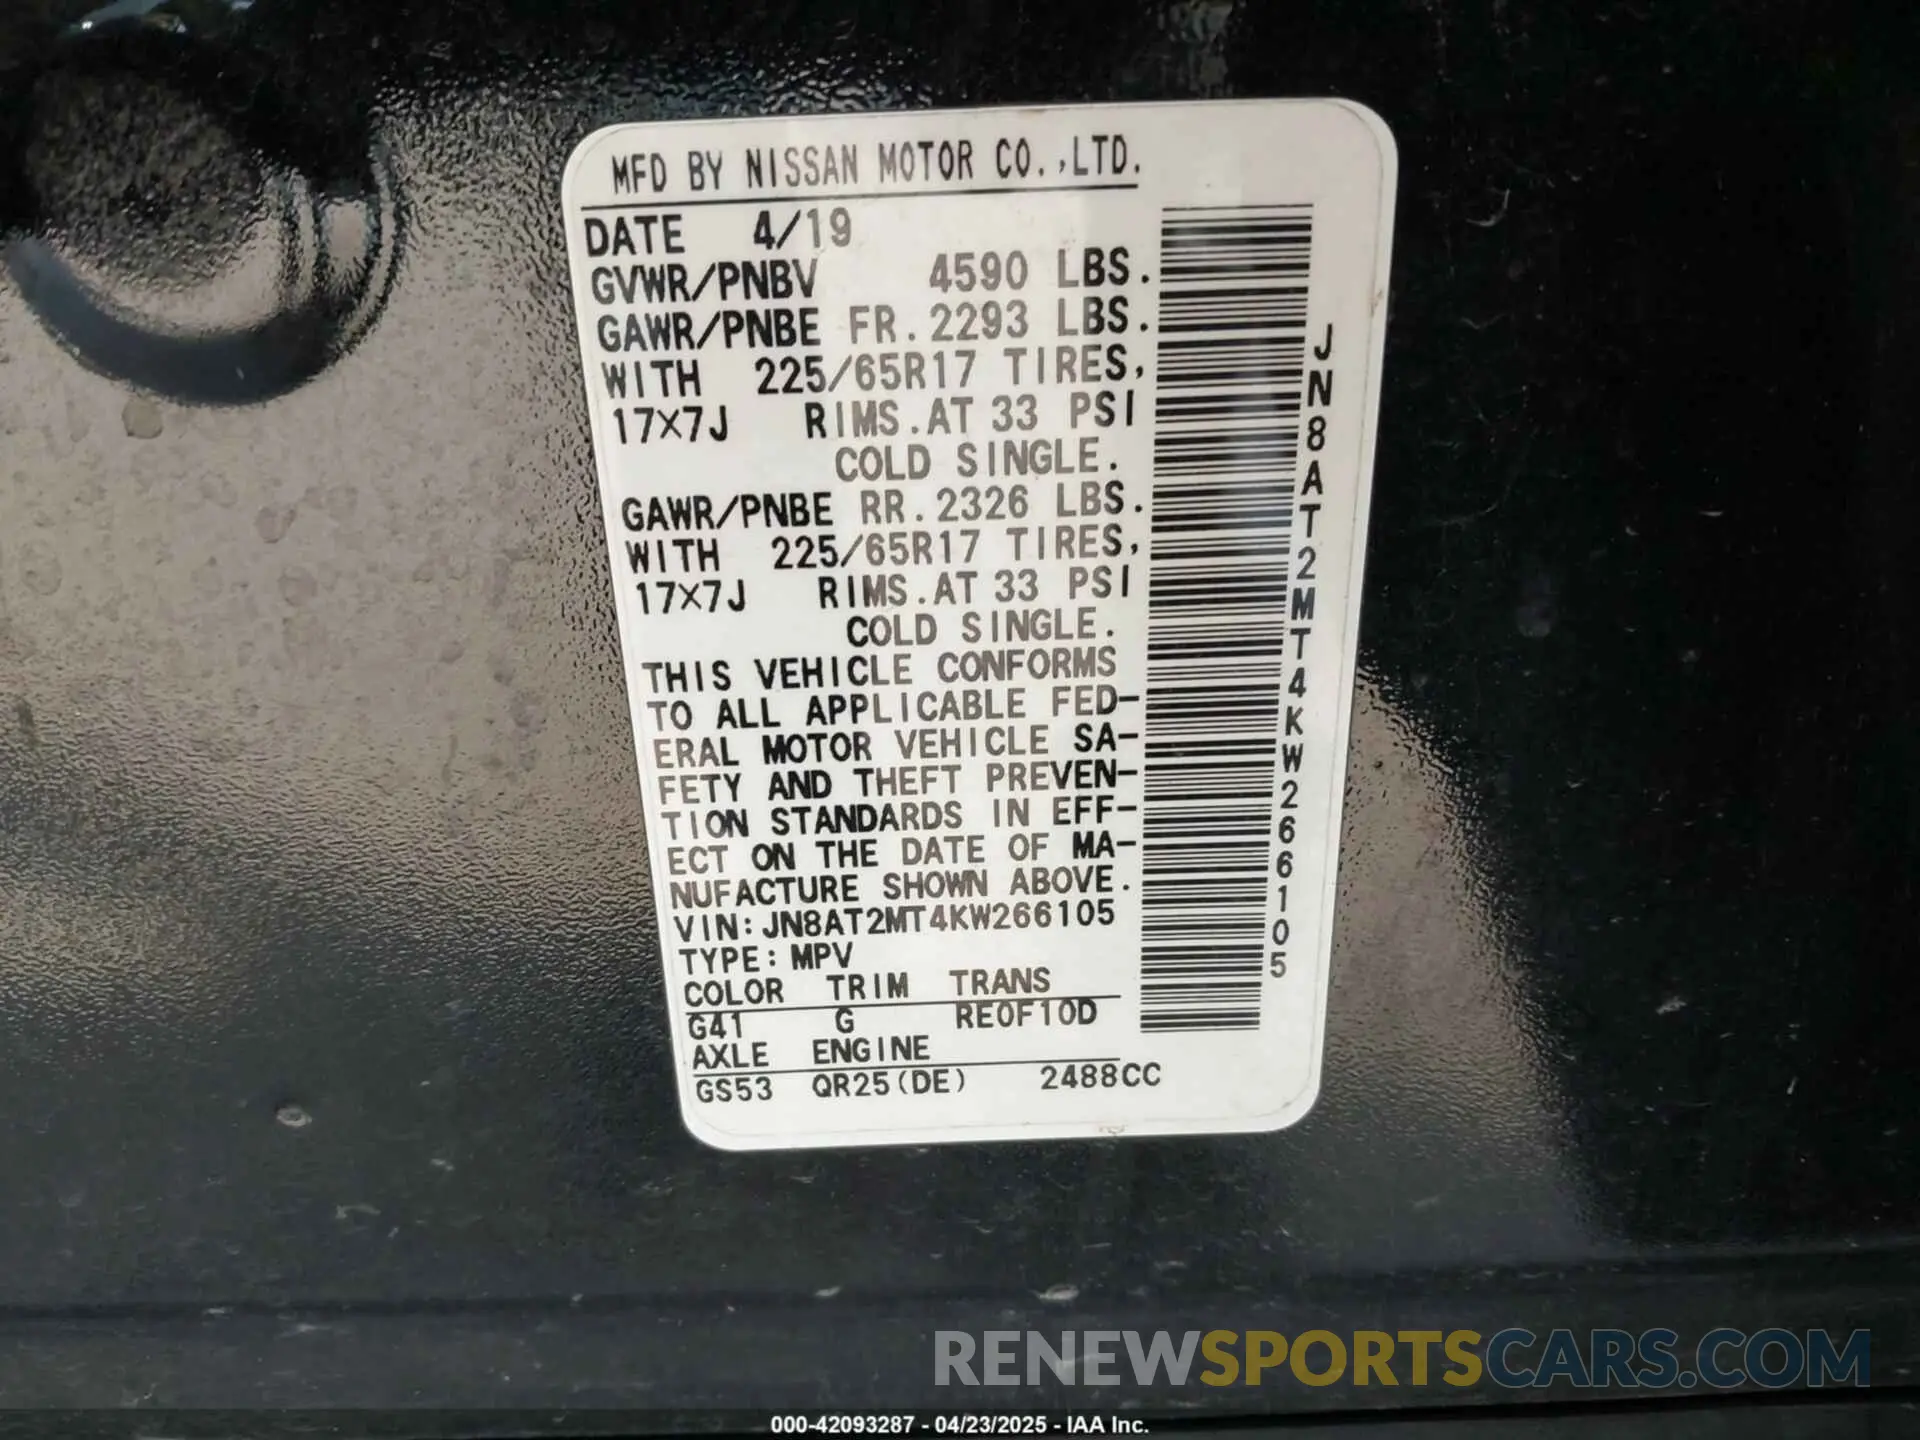 MFD BY NISSAN MOTOR CO.,LTD.
DATE 4/19
GVWR/PNBV 4590 LBS.
GAWR/PNBE FR. 2293 LBS.
WITH 225/65R17 TIRES,
17X7J RIMS. AT 33 PSI
COLD SINGLE.
GAWR/PNBE RR. 2326 LBS.
WITH 225/65R17 TIRES,
17X7J RIMS. AT 33 PSI
COLD SINGLE.
THIS VEHICLE CONFORMS
TO ALL APPLICABLE FED-
ERAL MOTOR VEHICLE SA-
FETY AND THEFT PREVEN-
TION STANDARDS IN EFF-
ECT ON THE DATE OF MA-
NUFACTURE SHOWN ABOVE.
VIN: JN8AT2MT4KW266105
TYPE: MPV
COLOR TRIM TRANS
G41 G RE0F10D
AXLE ENGINE
GS53 QR25(DE) 2488CC
JN8AT2MT4KW266105
RENEWSPORTSCARS.COM
000-42093287 - 04/23/2025 - IAA Inc.